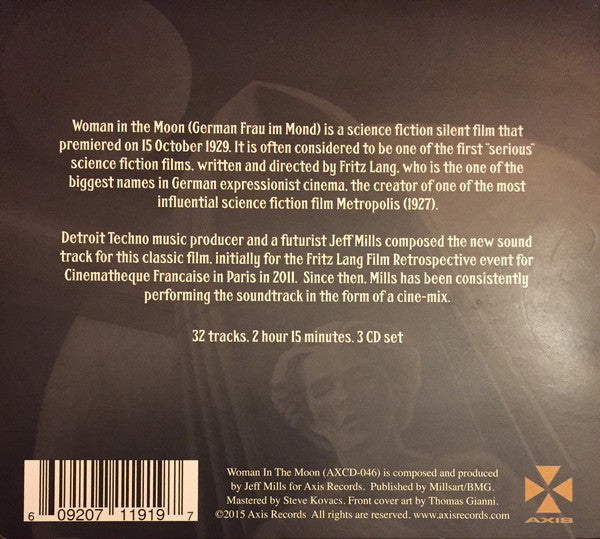 Woman in the Moon (German Frau im Mond) is a science fiction silent film that
premiered on 15 October 1929. It is often considered to be one of the first "serious"
science fiction films, written and directed by Fritz Lang, who is the one of the
biggest names in German expressionist cinema, the creator of one of the most
influential science fiction film Metropolis (1927).
Detroit Techno music producer and a futurist Jeff Mills composed the new sound
track for this classic film, initially for the Fritz Lang Film Retrospective event for
Cinematheque Francaise in Paris in 2011. Since then, Mills has been consistently
performing the soundtrack in the form of a cine-mix.
32 tracks, 2 hour 15 minutes, 3 CD set
Woman In The Moon (AXCD-046) is composed and produced
by Jeff Mills for Axis Records. Published by Millsart/BMG.
Mastered by Steve Kovacs. Front cover art by Thomas Gianni.
©2015 Axis Records All rights are reserved. www.axisrecords.com
6 09207 11919 7
AXIS